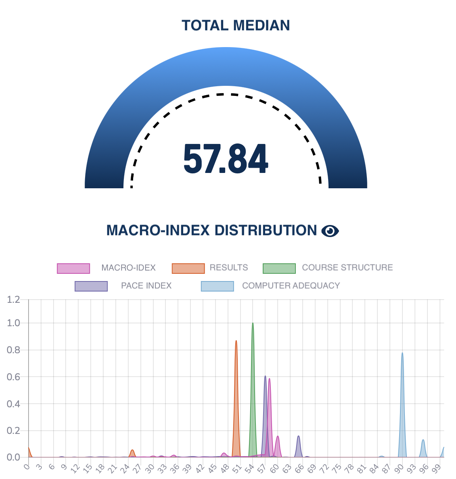 TOTAL MEDIAN
57.84
MACRO-INDEX DISTRIBUTION
MACRO-IDEX RESULTS COURSE STRUCTURE
PACE INDEX COMPUTER ADEQUACY
1.2
1.0
0.8
0.6
0.4
0.2
0.0
0 3 6 9 12 15 18 21 24 27 30 33 36 39 42 45 48 51 54 57 60 63 66 69 72 75 78 81 84 87 90 93 96 99